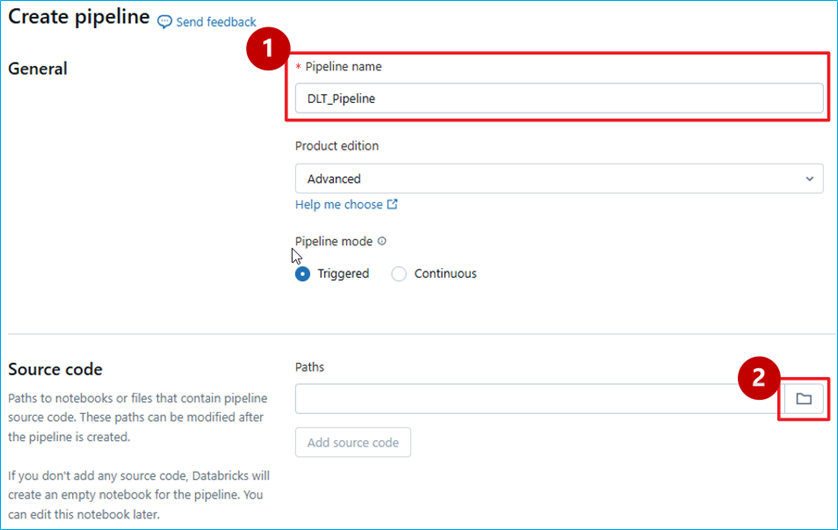 Create pipeline Send feedback
1
General
* Pipeline name
DLT_Pipeline
Product edition
Advanced
Help me choose
Pipeline mode
Triggered Continuous
Source code
Paths
2
Paths to notebooks or files that contain pipeline
source code. These paths can be modified after
the pipeline is created.
Add source code
If you don't add any source code, Databricks will
create an empty notebook for the pipeline. You
can edit this notebook later.